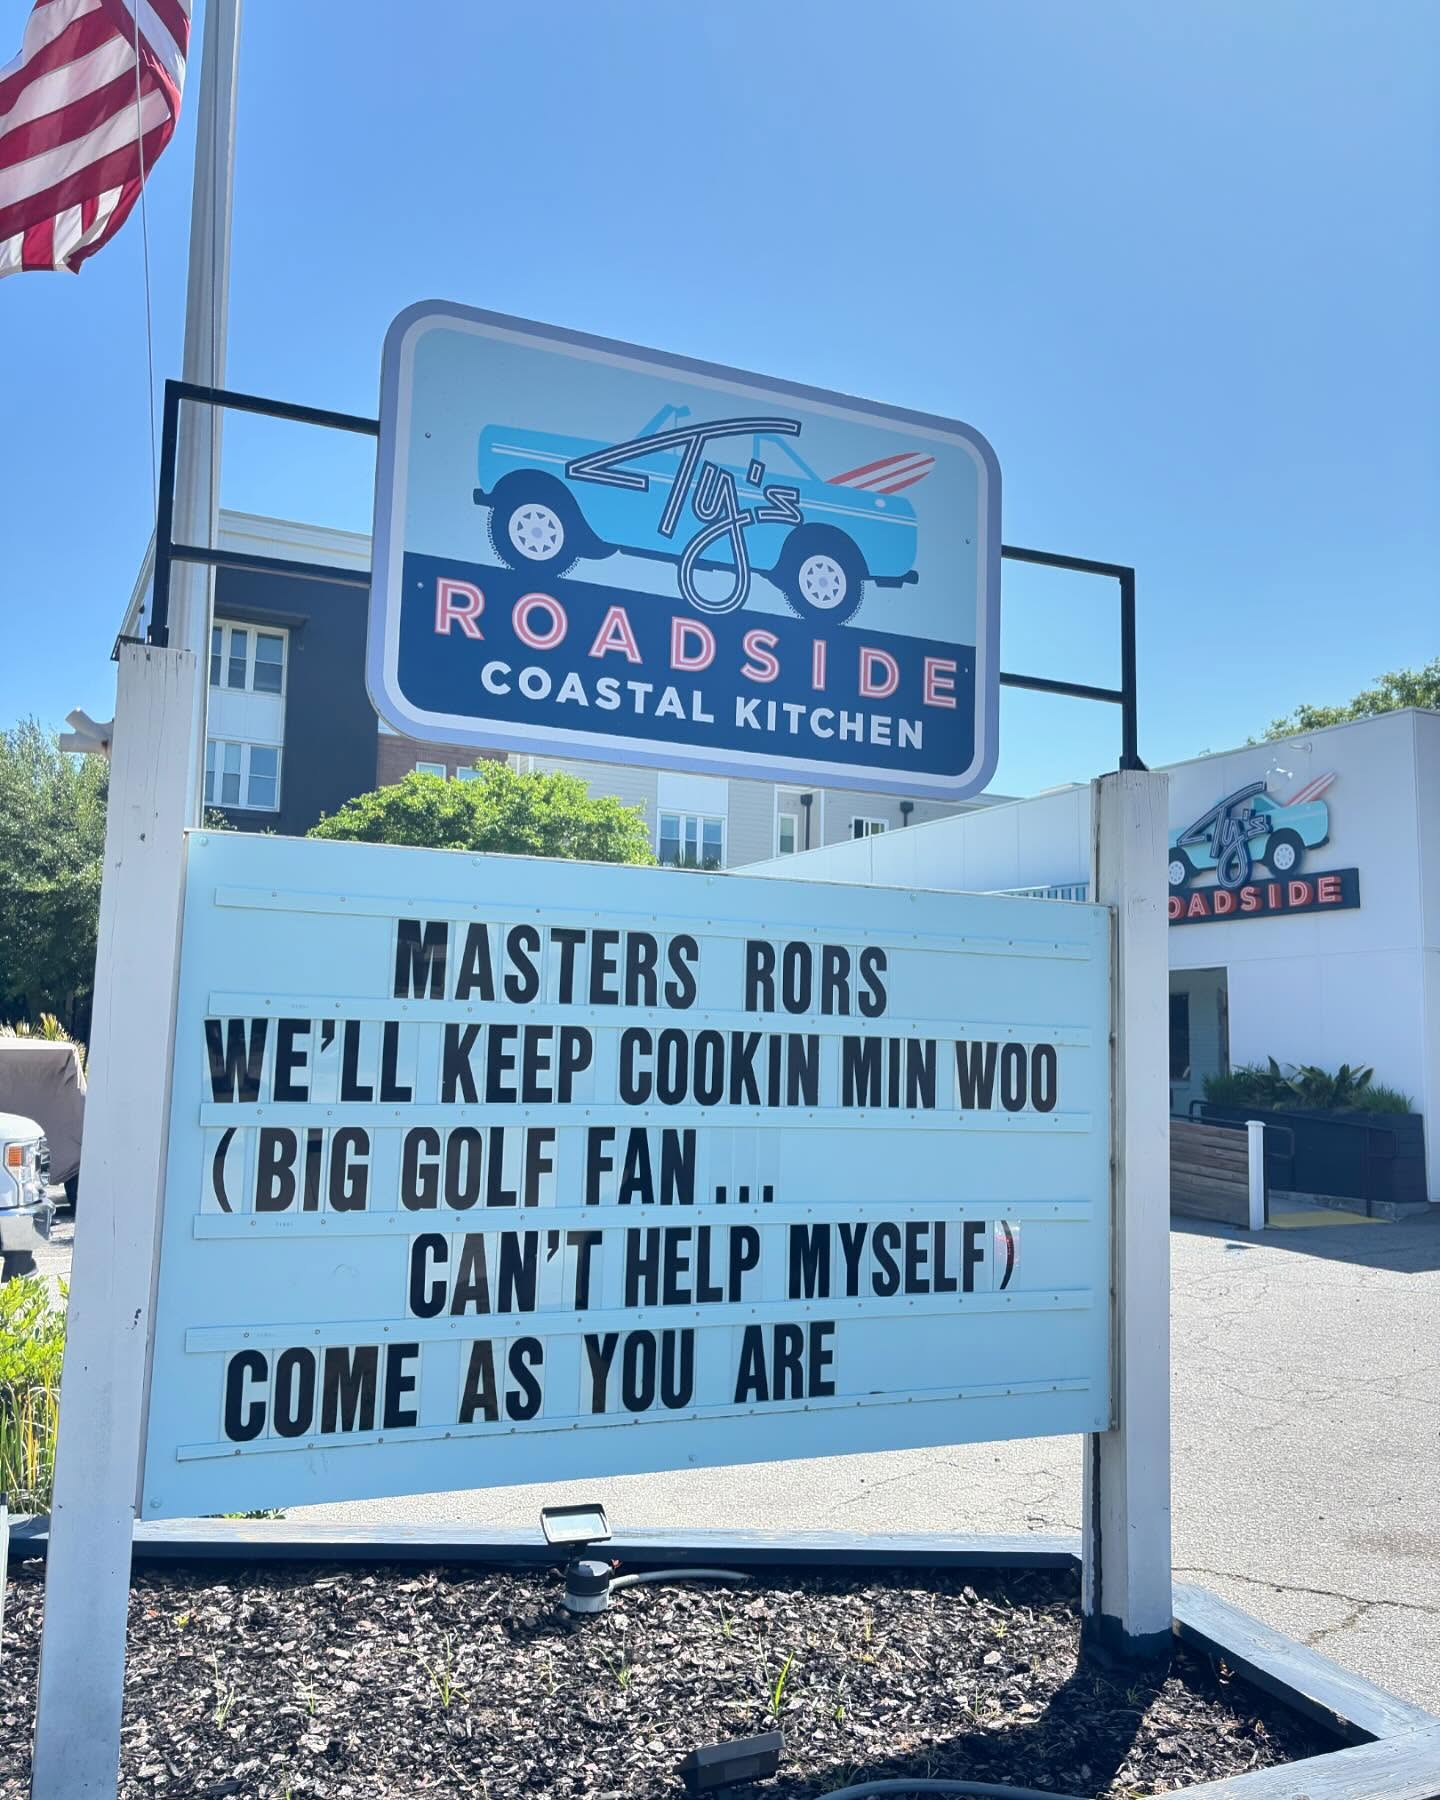 Ty's
ROADSIDE
COASTAL KITCHEN
Ty's
OADSIDE
MASTERS RORS
WE'LL KEEP COOKIN MIN WOO
(BIG GOLF FAN...
CAN'T HELP MYSELF)
COME AS YOU ARE